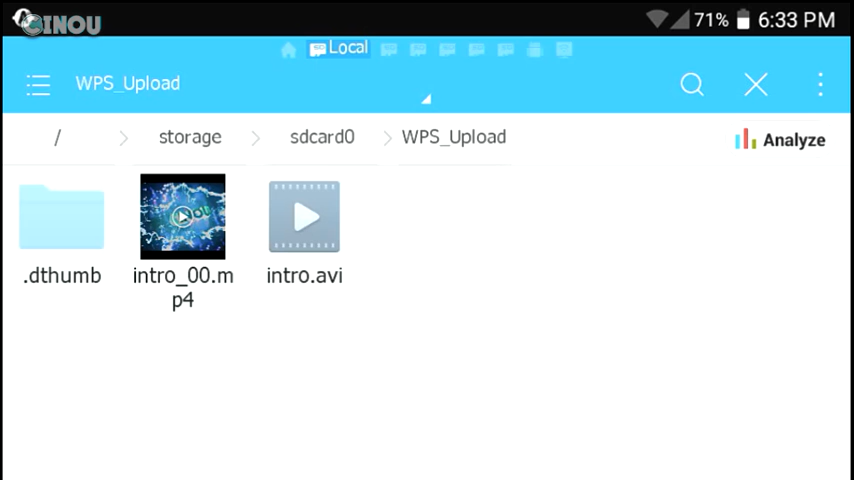 CINOU
71% 6:33 PM
Local
WPS_Upload
/ storage sdcard0 WPS_Upload
Analyze
.dthumb
intro_00.m
p4
intro.avi